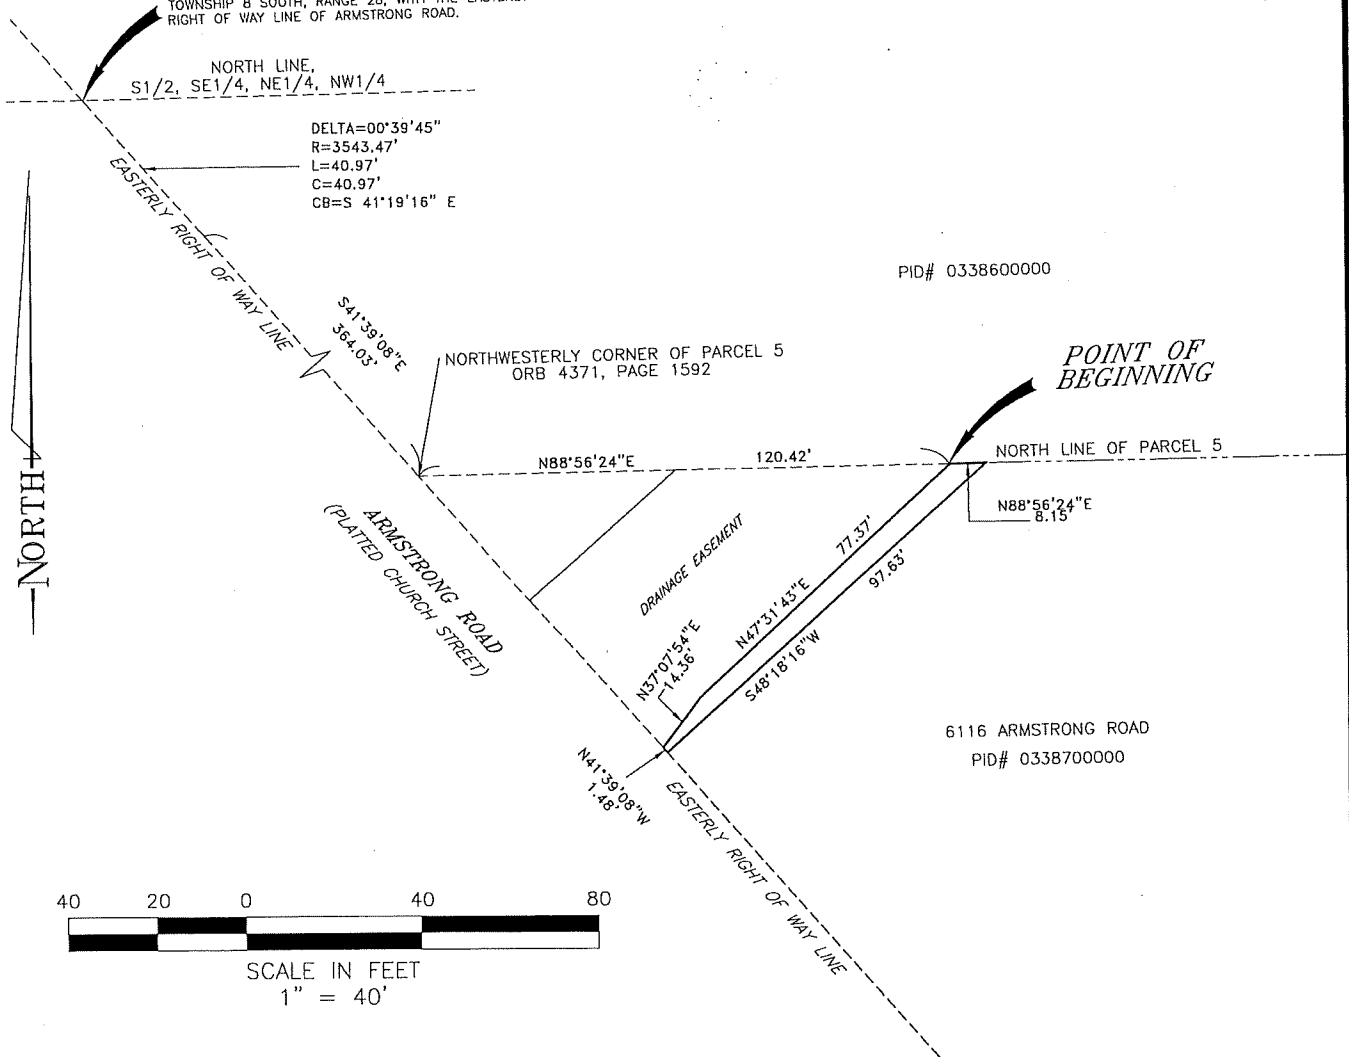 TOWNSHIP 8 SOUTH, RANGE 28, WITH THE
RIGHT OF WAY LINE OF ARMSTRONG ROAD.
NORTH LINE,
S1/2, SE1/4, NE1/4, NW1/4
DELTA=00°39'45"
R=3543.47'
L=40.97'
C=40.97'
CB=S 41°19'16" E
EASTERLY RIGHT OF WAY LINE
PID# 0338600000
S41°39'08"E
364.03'
NORTHWESTERLY CORNER OF PARCEL 5
ORB 4371, PAGE 1592
POINT OF
BEGINNING
N88°56'24"E
120.42'
NORTH LINE OF PARCEL 5
N88°56'24"E
8.15'
NORTH
ARMSTRONG ROAD
(PLATTED CHURCH STREET)
DRAINAGE EASEMENT
77.37'
N47°31'43"E
97.63'
S48°18'16"W
N37°07'54"E
14.36'
6116 ARMSTRONG ROAD
PID# 0338700000
N41°39'08"W
1.48'
EASTERLY RIGHT OF WAY LINE
40 20 0 40 80
SCALE IN FEET
1" = 40'